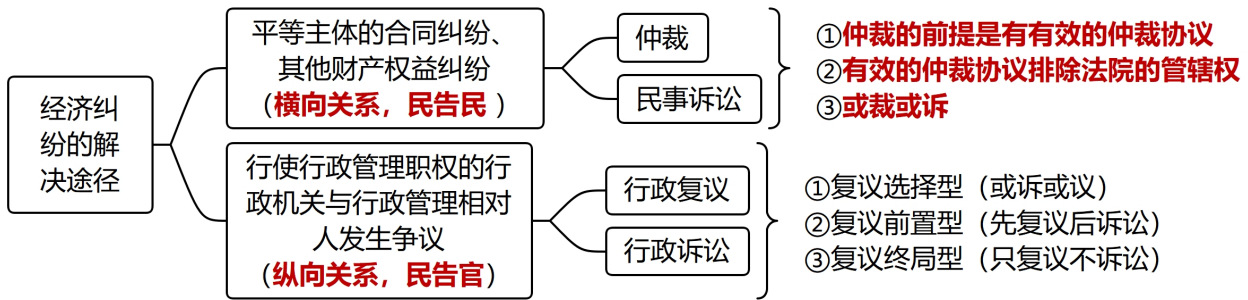 经济纠
纷的解
决途径
平等主体的合同纠纷、
其他财产权益纠纷
（横向关系，民告民 ）
仲裁
民事诉讼
①仲裁的前提是有有效的仲裁协议
②有效的仲裁协议排除法院的管辖权
③或裁或诉
行使行政管理职权的行
政机关与行政管理相对
人发生争议
（纵向关系，民告官）
行政复议
行政诉讼
①复议选择型（或诉或议）
②复议前置型（先复议后诉讼）
③复议终局型（只复议不诉讼）